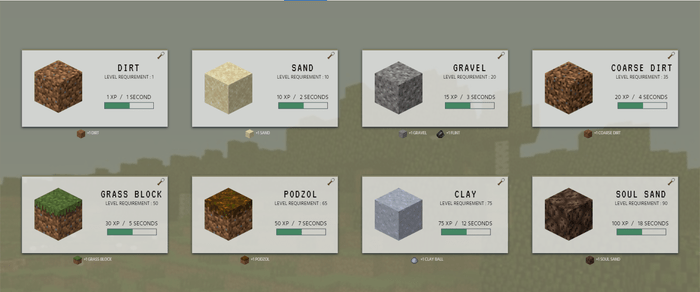 DIRT
LEVEL REQUIREMENT : 1
1 XP / 1 SECOND
+1 DIRT
SAND
LEVEL REQUIREMENT : 10
10 XP / 2 SECONDS
+1 SAND
GRAVEL
LEVEL REQUIREMENT : 20
15 XP / 3 SECONDS
+1 GRAVEL +1 FLINT
COARSE DIRT
LEVEL REQUIREMENT : 35
20 XP / 4 SECONDS
+1 COARSE DIRT
GRASS BLOCK
LEVEL REQUIREMENT : 50
30 XP / 5 SECONDS
+1 GRASS BLOCK
PODZOL
LEVEL REQUIREMENT : 65
50 XP / 7 SECONDS
+1 PODZOL
CLAY
LEVEL REQUIREMENT : 75
75 XP / 12 SECONDS
+1 CLAY BALL
SOUL SAND
LEVEL REQUIREMENT : 90
100 XP / 18 SECONDS
+1 SOUL SAND